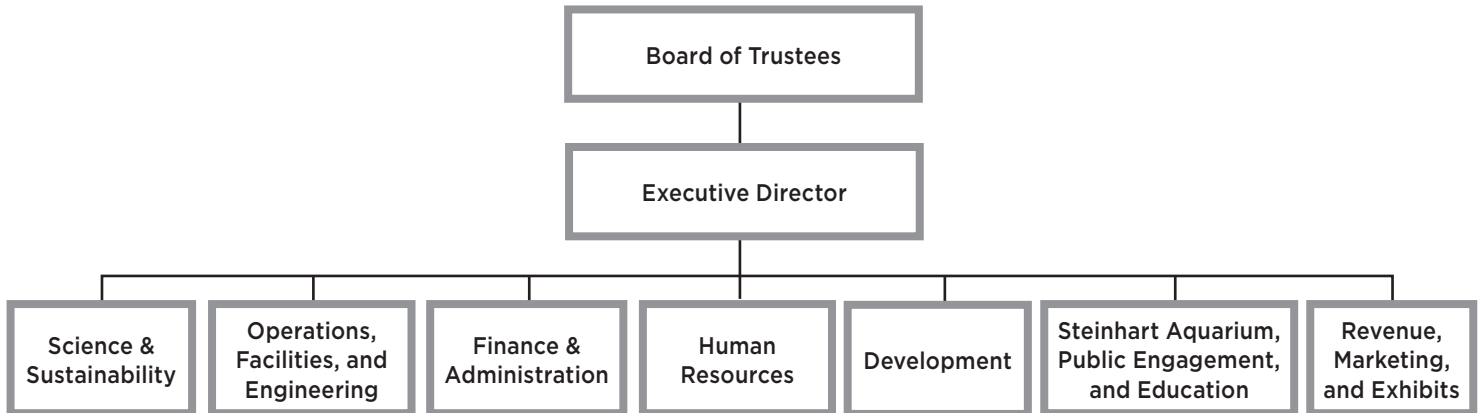 Board of Trustees
Executive Director
Science &
Sustainability
Operations,
Facilities, and
Engineering
Finance &
Administration
Human
Resources
Development
Steinhart Aquarium,
Public Engagement,
and Education
Revenue,
Marketing,
and Exhibits